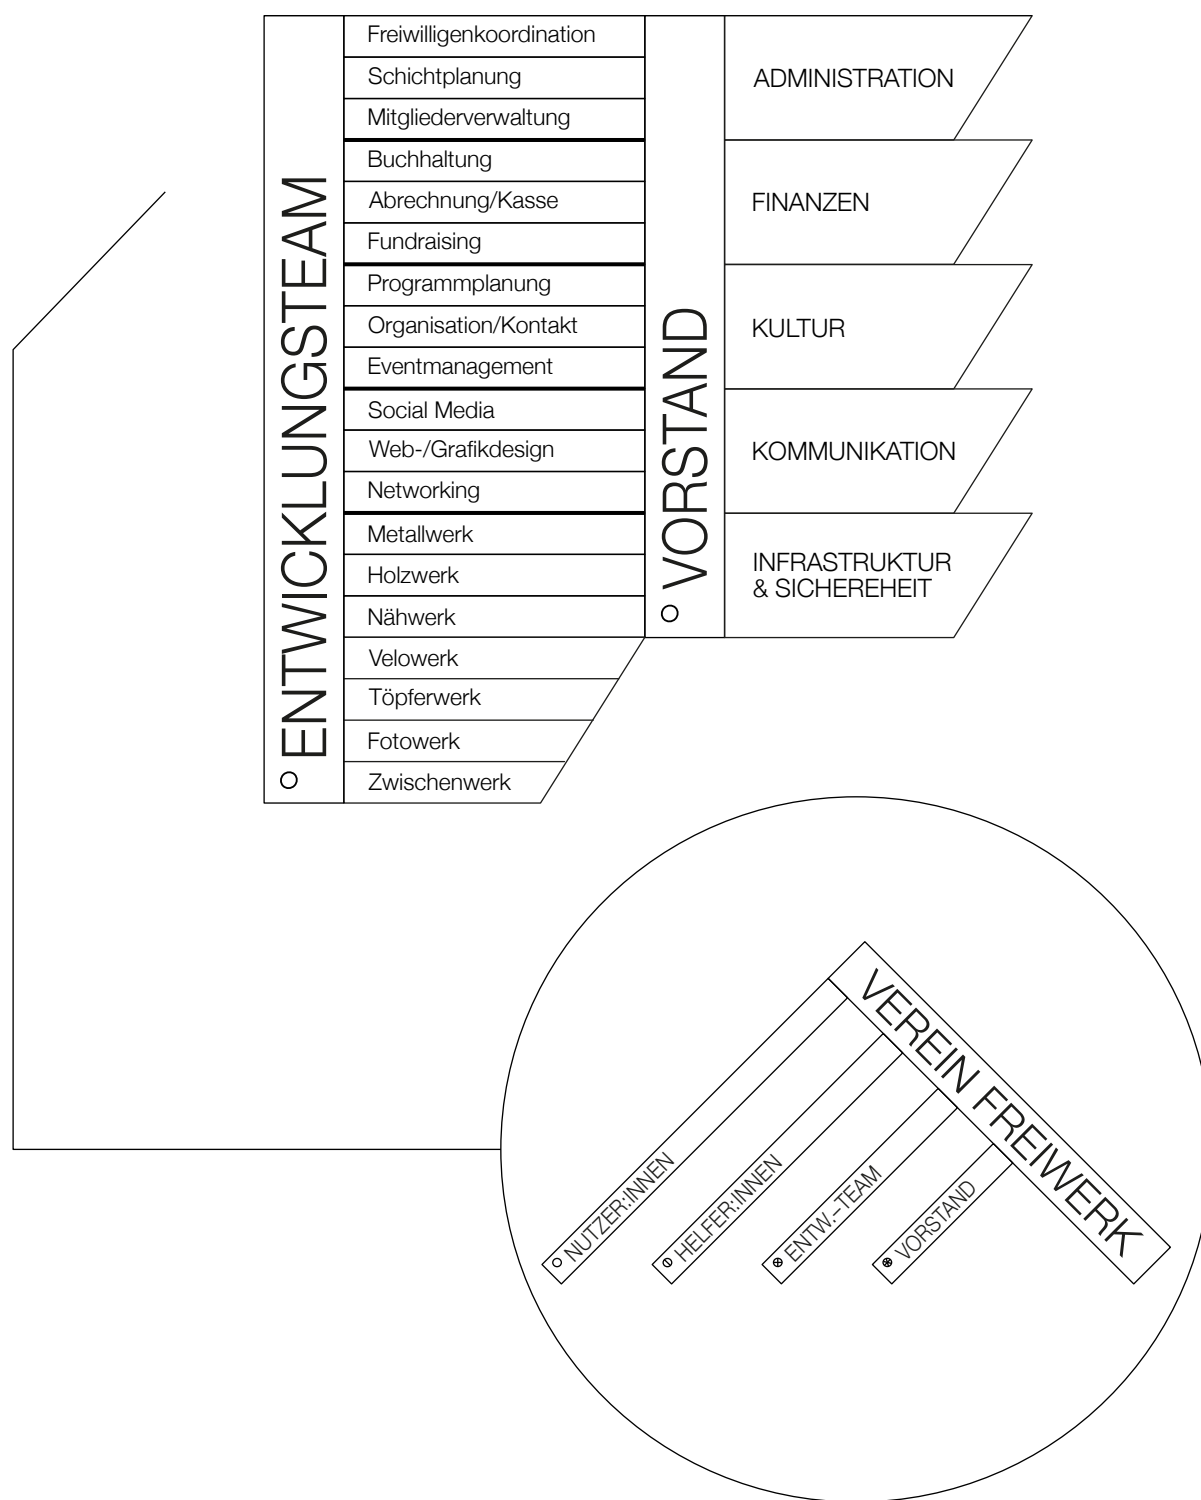 ENTWICKLUNGSTEAM
Freiwilligenkoordination
Schichtplanung
Mitgliederverwaltung
Buchhaltung
Abrechnung/Kasse
Fundraising
Programmplanung
Organisation/Kontakt
Eventmanagement
Social Media
Web-/Grafikdesign
Networking
Metallwerk
Holzwerk
Nähwerk
Velowerk
Töpferwerk
Fotowerk
Zwischenwerk
VORSTAND
ADMINISTRATION
FINANZEN
KULTUR
KOMMUNIKATION
INFRASTRUKTUR
& SICHEREHEIT
VEREIN FREIWERK
NUTZER:INNEN
HELFER:INNEN
ENTW.-TEAM
VORSTAND